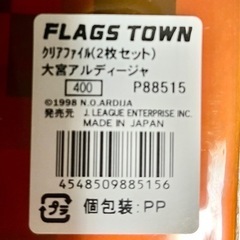 FLAGS TOWN
クリアファイル(2枚セット)
大宮アルディージャ
400 P88515
©1998 N.O.ARDIJA
発売元 J.LEAGUE ENTERPRISE INC.
MADE IN JAPAN
4548509885156
プラ 個包装:PP